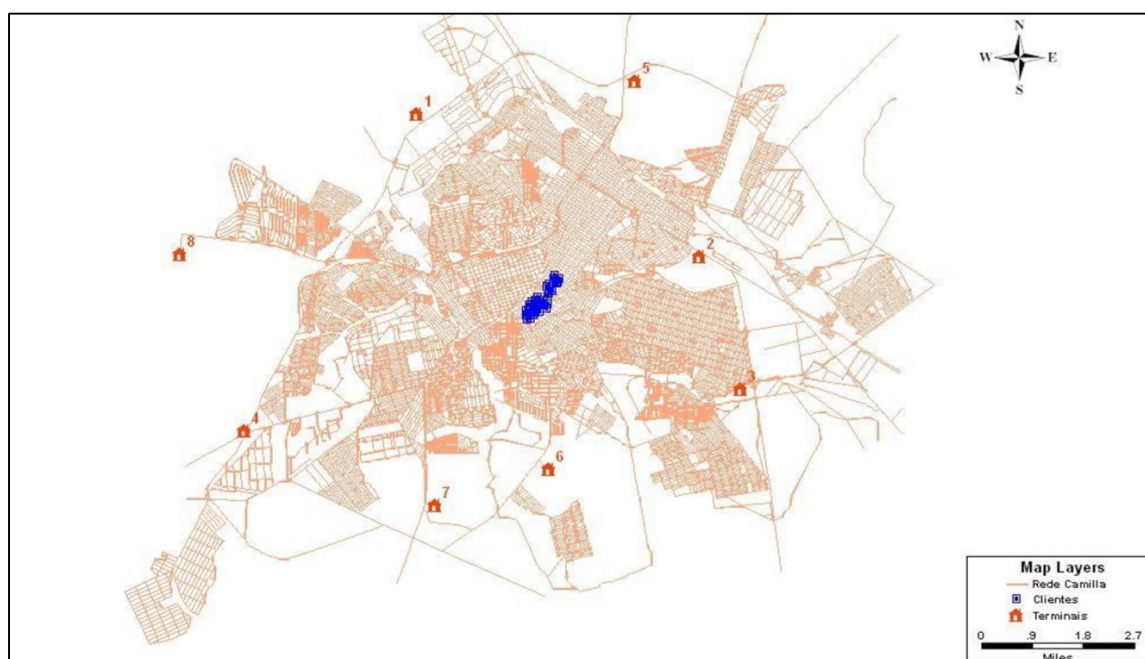 N
W E
S
5
1
2
8
3
4
6
7
Map Layers
Rede Camilla
Clientes
Terminais
0 .9 1.8 2.7
Miles